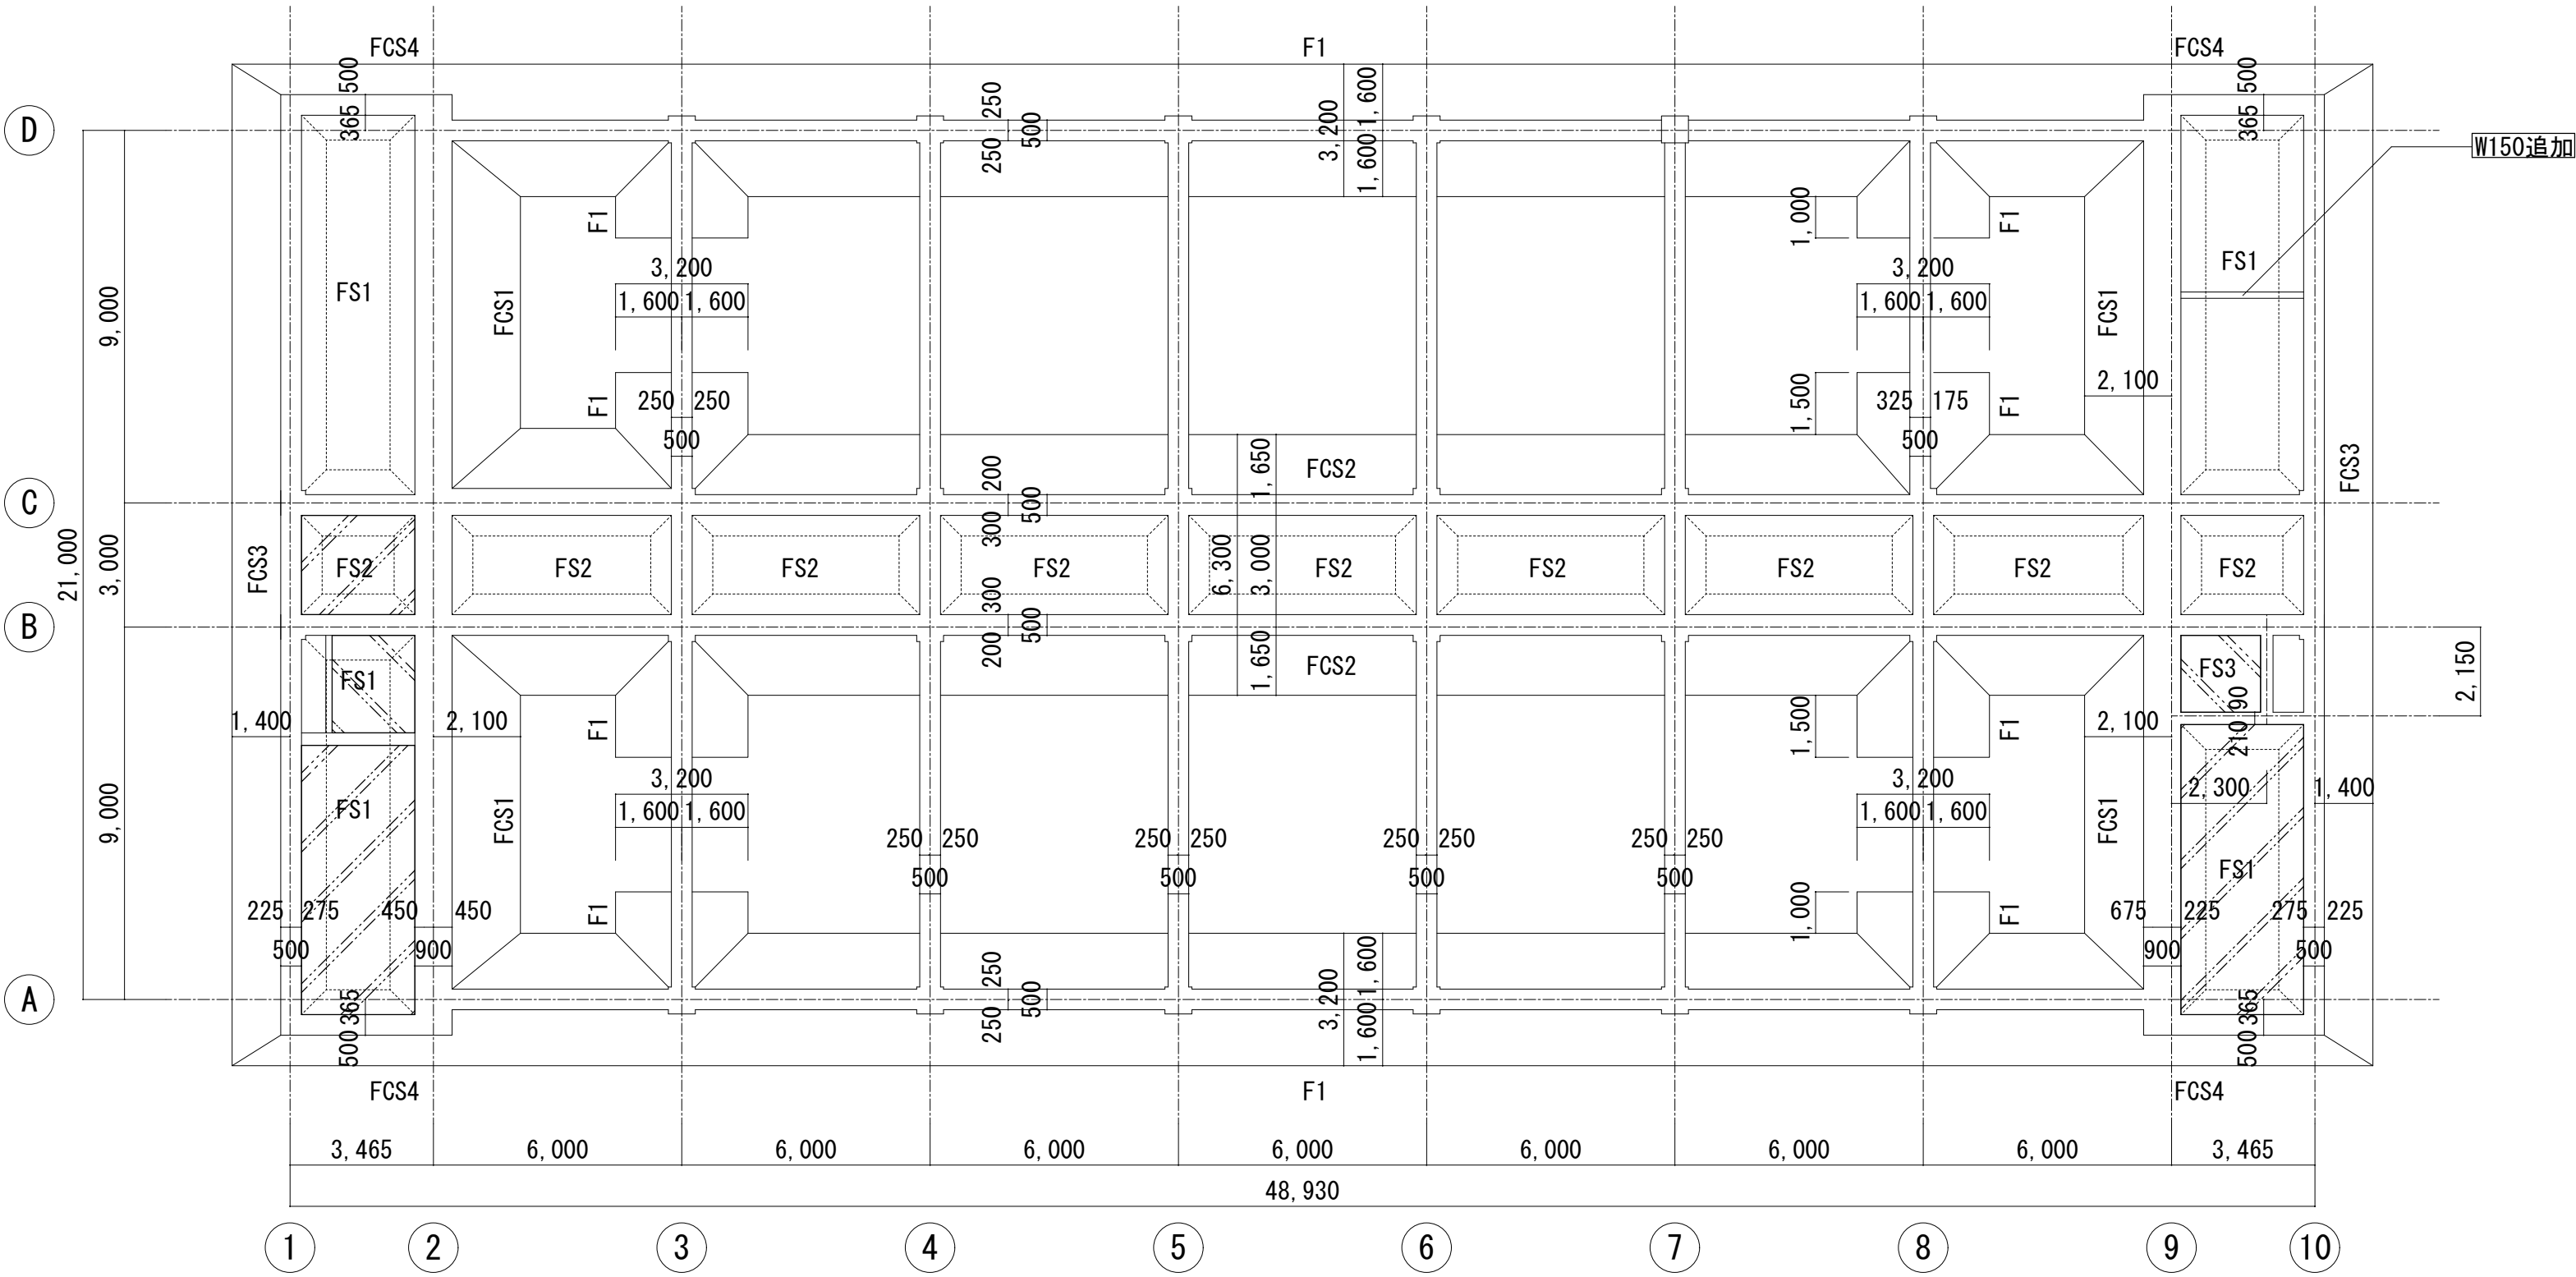 FCS4 F1 FCS4
500 500
365 250 250 500 3,200 1,600 1,600 365
D
W150追加
F1 1,000 F1
FS1 FS1
3,200 3,200
FCS1 1,600 1,600 1,600 1,600 FCS1
9,000
F1 250 250 1,500 325 175 F1 2,100
500 500
200 1,650 FCS2 FCS3
C
500
300
21,000 3,000 FCS3 FS2 FS2 FS2 FS2 6,300 3,000 FS2 FS2 FS2 FS2 FS2
300
B
500
200 1,650 FCS2
FS1 FS3 2,150
1,400 2,100 F1 1,500 F1 2,100 210 90
3,200 3,200 2,300 1,400
9,000 FS1 FCS1 1,600 1,600 1,600 1,600 FCS1
250 250 250 250 250 250 250 250
500 500 500 500
FS1
225 275 450 450 F1 1,000 F1 675 225 275 225
500 900 900 500
A
365 250 250 500 3,200 1,600 1,600 365
500 500
FCS4 F1 FCS4
3,465 6,000 6,000 6,000 6,000 6,000 6,000 6,000 3,465
48,930
1 2 3 4 5 6 7 8 9 10